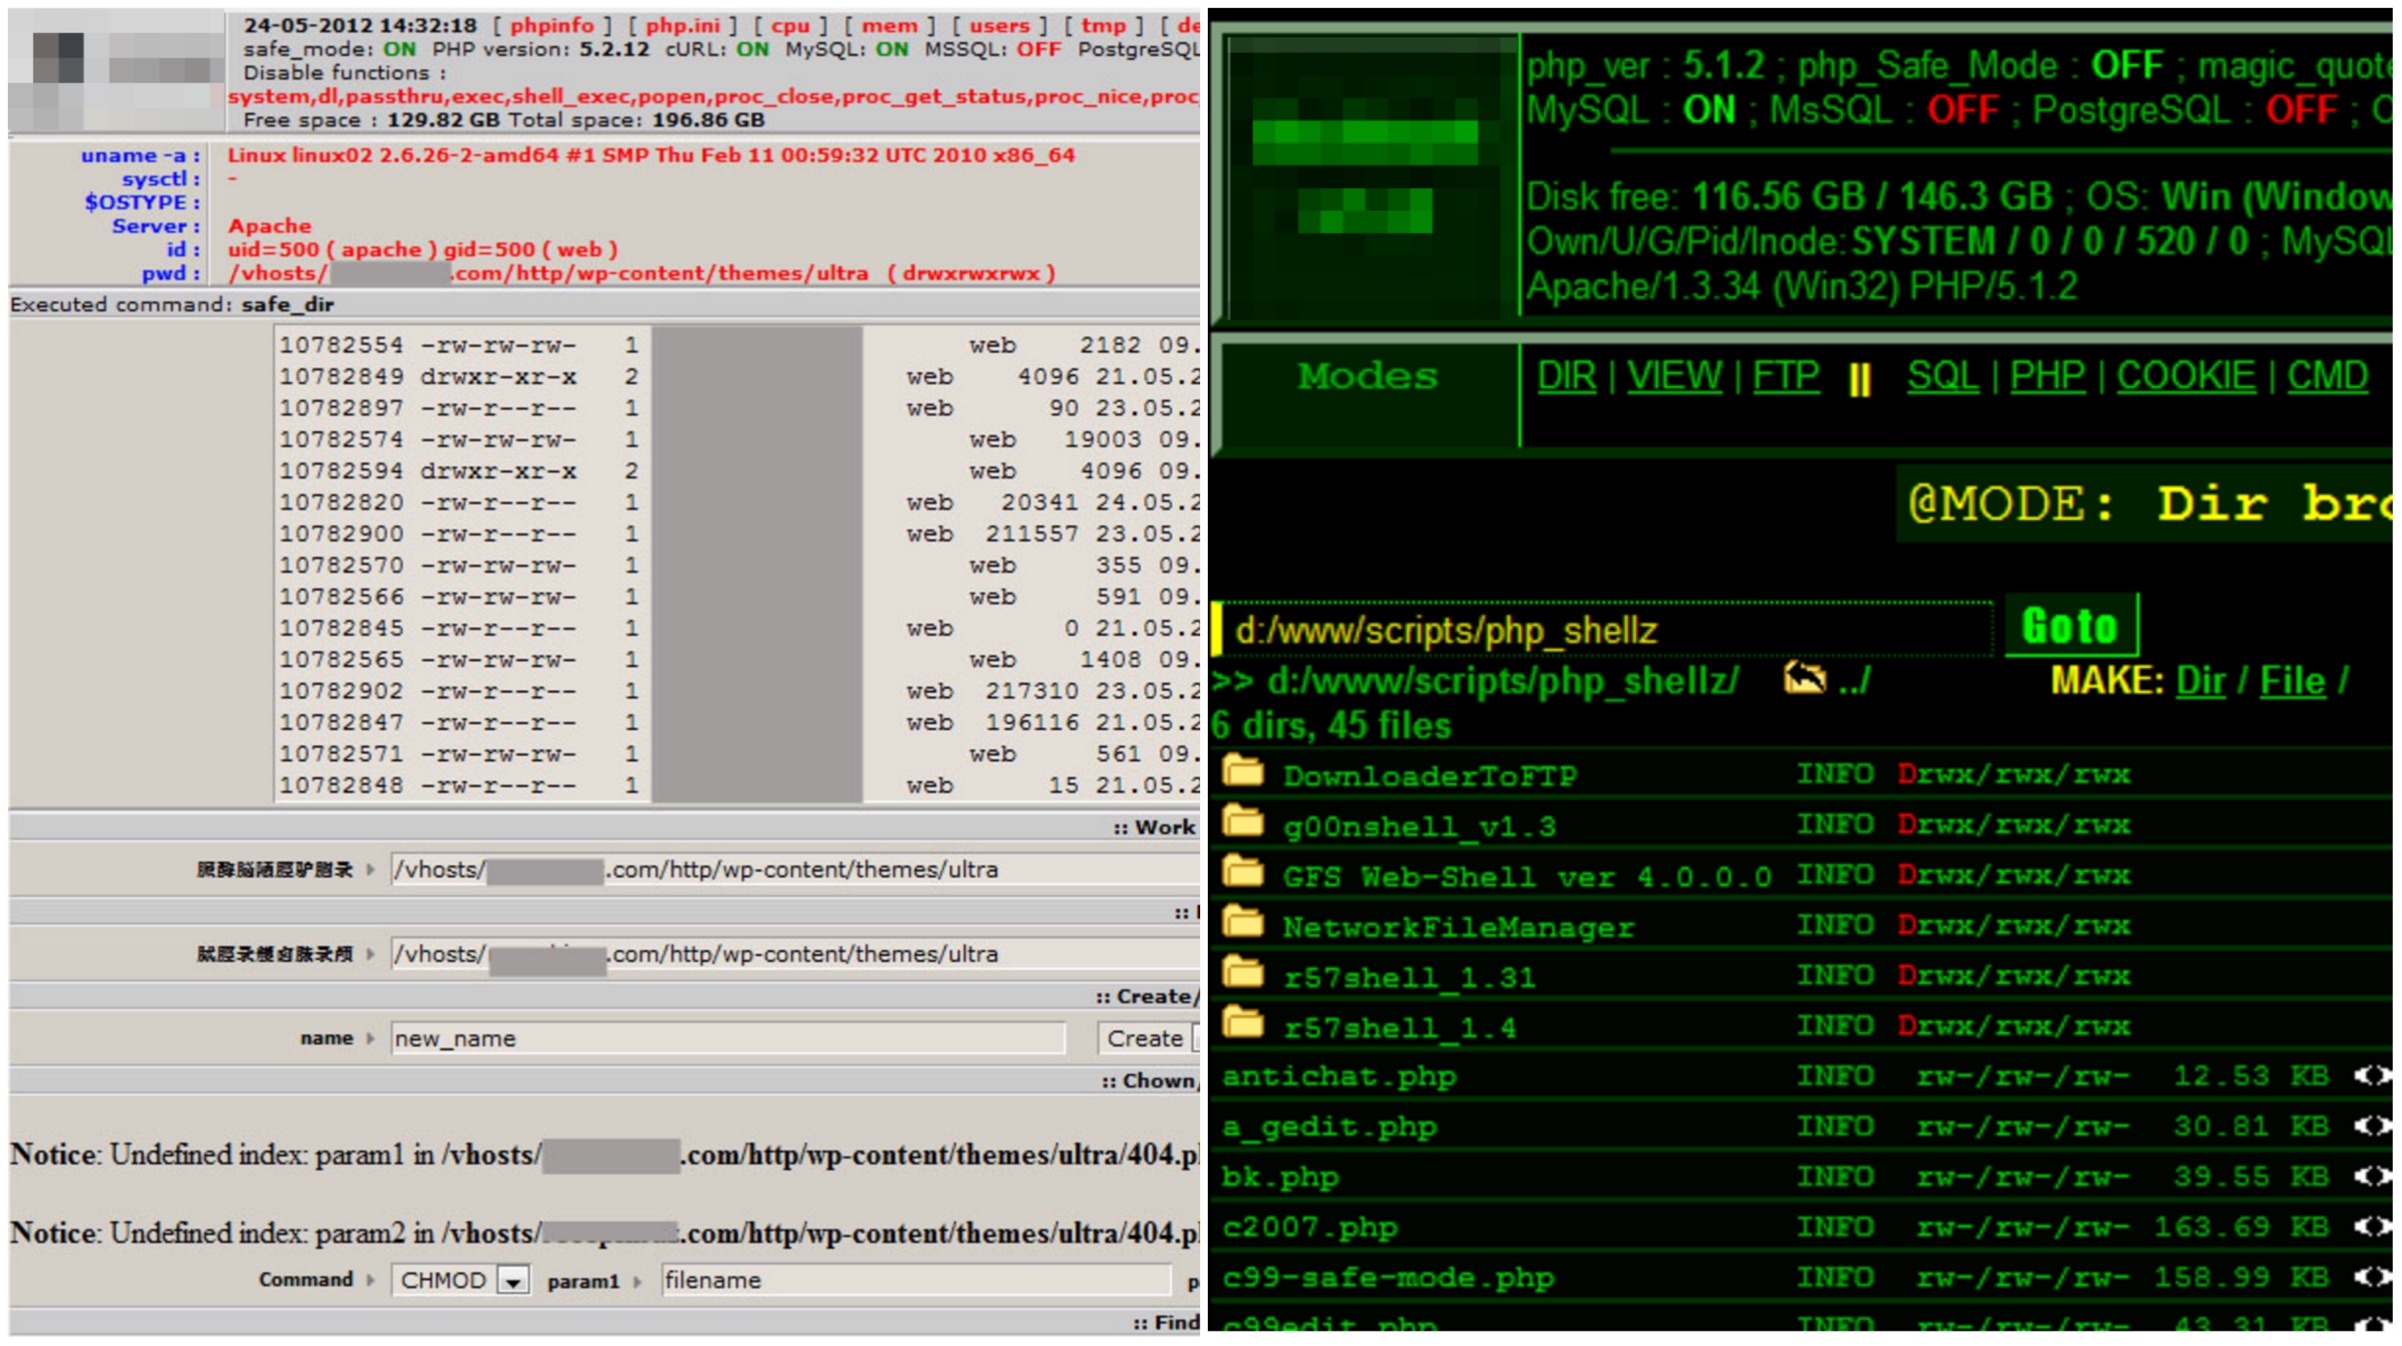 24-05-2012 14:32:18 [ phpinfo ] [ php.ini ] [ cpu ] [ mem ] [ users ] [ tmp ] [ de
safe_mode: ON PHP version: 5.2.12 cURL: ON MySQL: ON MSSQL: OFF PostgreSQL
Disable functions :
system,dl,passthru,exec,shell_exec,popen,proc_close,proc_get_status,proc_nice,proc_
Free space : 129.82 GB Total space: 196.86 GB
uname -a : Linux linux02 2.6.26-2-amd64 #1 SMP Thu Feb 11 00:59:32 UTC 2010 x86_64
sysctl : -
$OSTYPE :
Server : Apache
id : uid=500 ( apache ) gid=500 ( web )
pwd : /vhosts/ .com/http/wp-content/themes/ultra ( drwxrwxrwx )
Executed command: safe_dir
10782554 -rw-rw-rw- 1 web 2182 09.
10782849 drwxr-xr-x 2 web 4096 21.05.2
10782897 -rw-r--r-- 1 web 90 23.05.2
10782574 -rw-rw-rw- 1 web 19003 09.
10782594 drwxr-xr-x 2 web 4096 09.
10782820 -rw-r--r-- 1 web 20341 24.05.2
10782900 -rw-r--r-- 1 web 211557 23.05.2
10782570 -rw-rw-rw- 1 web 355 09.
10782566 -rw-rw-rw- 1 web 591 09.
10782845 -rw-r--r-- 1 web 0 21.05.2
10782565 -rw-rw-rw- 1 web 1408 09.
10782902 -rw-r--r-- 1 web 217310 23.05.2
10782847 -rw-r--r-- 1 web 196116 21.05.2
10782571 -rw-rw-rw- 1 web 561 09.
10782848 -rw-r--r-- 1 web 15 21.05.2
:: Work
/vhosts/ .com/http/wp-content/themes/ultra
::
/vhosts/ .com/http/wp-content/themes/ultra
:: Create/
name new_name Create
:: Chown/
Notice: Undefined index: param1 in /vhosts/ .com/http/wp-content/themes/ultra/404.p
Notice: Undefined index: param2 in /vhosts/ .com/http/wp-content/themes/ultra/404.p
Command CHMOD param1 filename p
:: Find
php_ver : 5.1.2 ; php_Safe_Mode : OFF ; magic_quote
MySQL : ON ; MsSQL : OFF ; PostgreSQL : OFF ; O
Disk free: 116.56 GB / 146.3 GB ; OS: Win (Window
Own/U/G/Pid/Inode: SYSTEM / 0 / 0 / 520 / 0 ; MySQL
Apache/1.3.34 (Win32) PHP/5.1.2
Modes DIR | VIEW | FTP || SQL | PHP | COOKIE | CMD
@MODE: Dir bro
d:/www/scripts/php_shellz Goto
>> d:/www/scripts/php_shellz/ ../ MAKE: Dir / File /
6 dirs, 45 files
DownloaderToFTP INFO Drwx/rwx/rwx
g00nshell_v1.3 INFO Drwx/rwx/rwx
GFS Web-Shell ver 4.0.0.0 INFO Drwx/rwx/rwx
NetworkFileManager INFO Drwx/rwx/rwx
r57shell_1.31 INFO Drwx/rwx/rwx
r57shell_1.4 INFO Drwx/rwx/rwx
antichat.php INFO rw-/rw-/rw- 12.53 KB <>
a_gedit.php INFO rw-/rw-/rw- 30.81 KB <>
bk.php INFO rw-/rw-/rw- 39.55 KB <>
c2007.php INFO rw-/rw-/rw- 163.69 KB <>
c99-safe-mode.php INFO rw-/rw-/rw- 158.99 KB <>
c99edit.php INFO rw-/rw-/rw- 43.31 KB